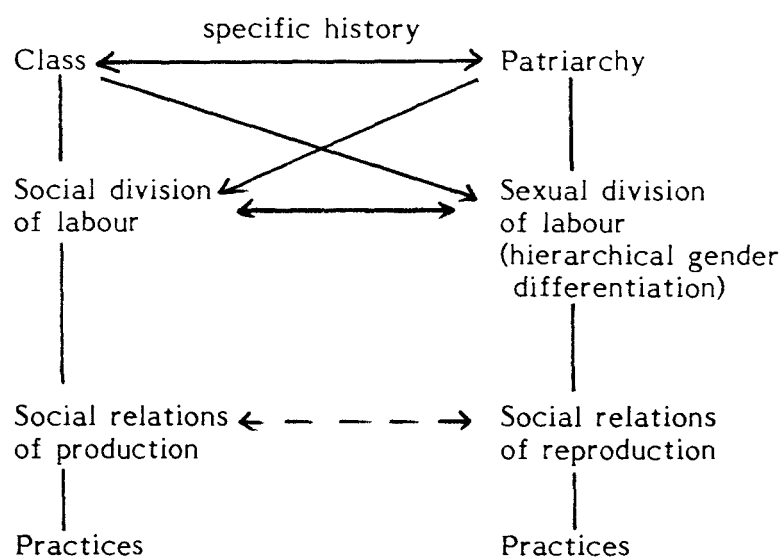 specific history
Class
Patriarchy
Social division
of labour
Sexual division
of labour
(hierarchical gender
differentiation)
Social relations
of production
Social relations
of reproduction
Practices
Practices